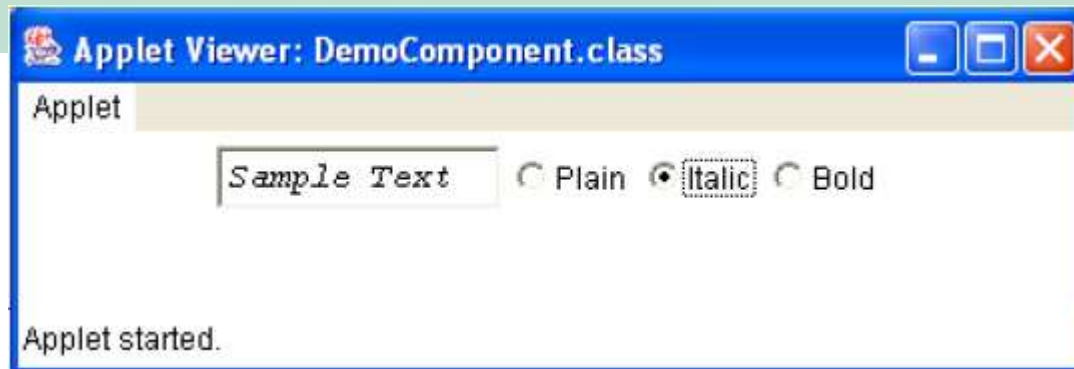 Applet Viewer: DemoComponent.class
Applet
Sample Text Plain Italic Bold
Applet started.